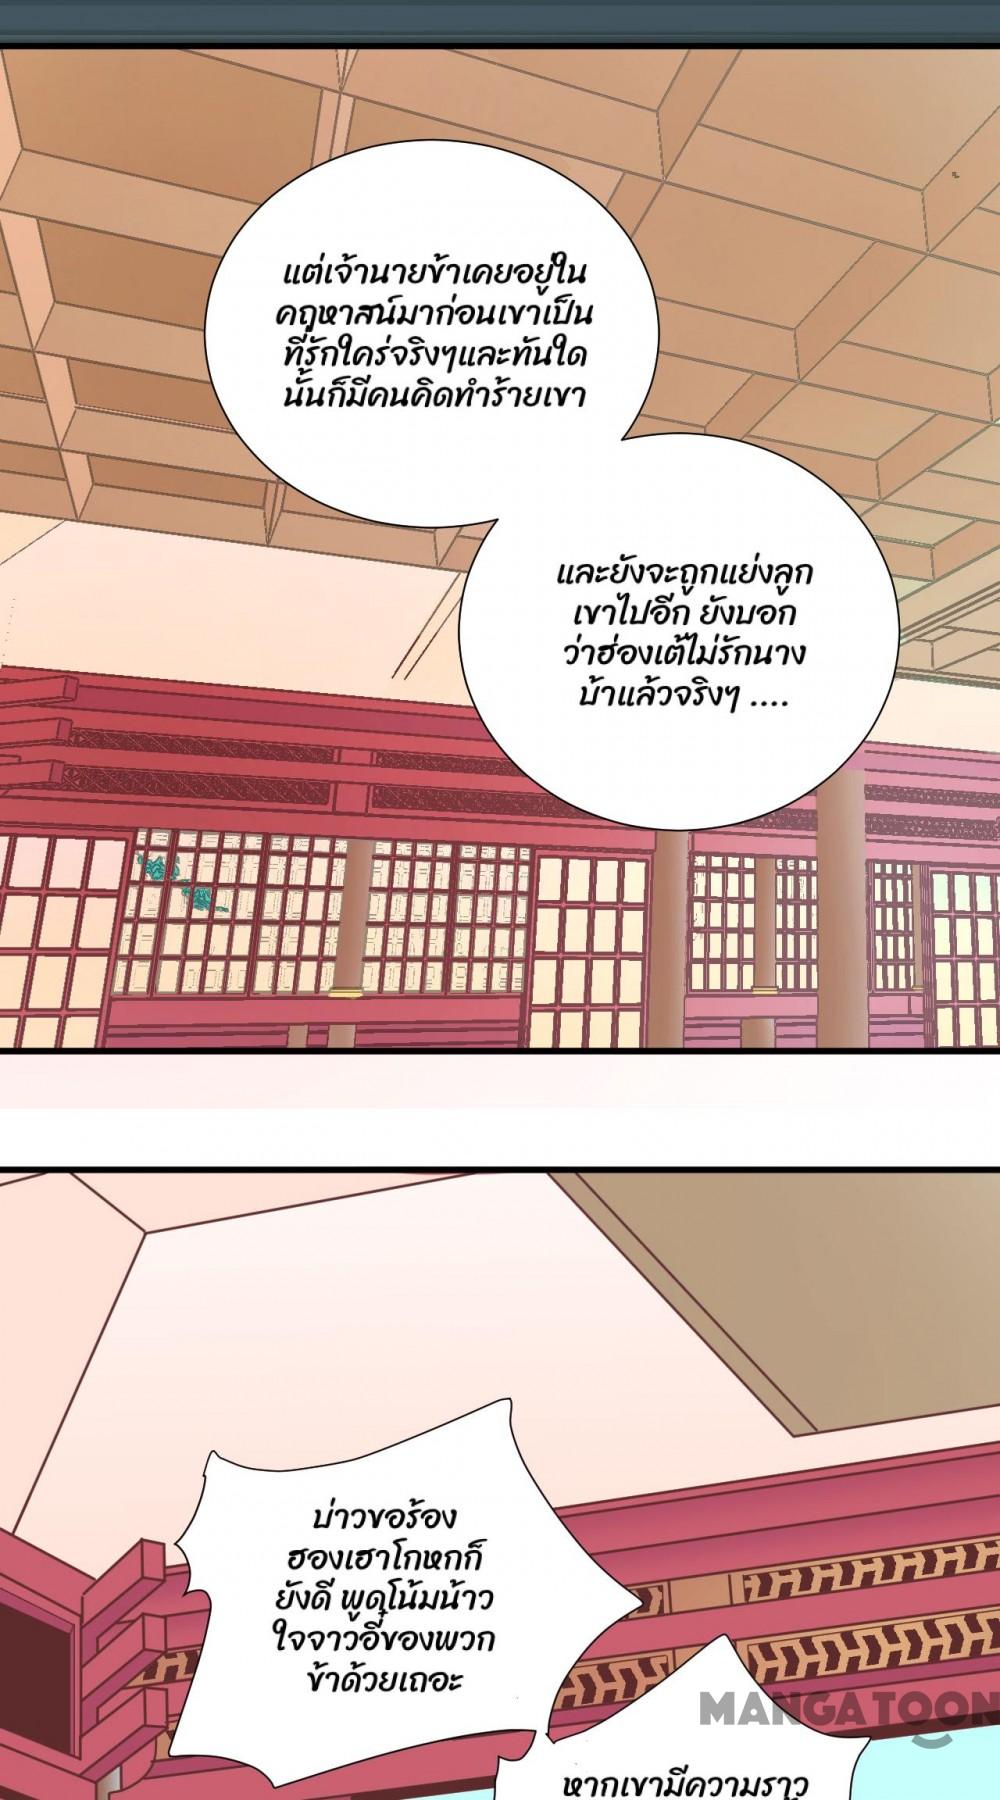 แต่เจ้านายข้าเคยอยู่ใน
คฤหาสน์มาก่อนเขาเป็น
ที่รักใคร่จริงๆและทันใด
นั้นก็มีคนคิดทำร้ายเขา
และยังจะถูกแย่งลูก
เขาไปอีก ยังบอก
ว่าฮ่องเต้ไม่รักนาง
บ้าแล้วจริงๆ ....
บ่าวขอร้อง
ฮองเฮาโกหกก็
ยังดี พูดโน้มน้าว
ใจจาวอี๋ของพวก
ข้าด้วยเถอะ
MANGATOON
หากเขามีความราว